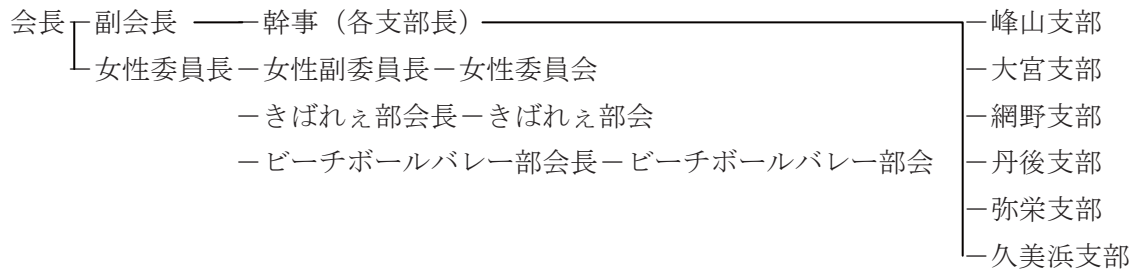 会長 副会長 ― 幹事（各支部長） －峰山支部
女性委員長－女性副委員長－女性委員会 －大宮支部
－きばれぇ部会長－きばれぇ部会 －網野支部
－ビーチボールバレー部会長－ビーチボールバレー部会 －丹後支部
－弥栄支部
－久美浜支部